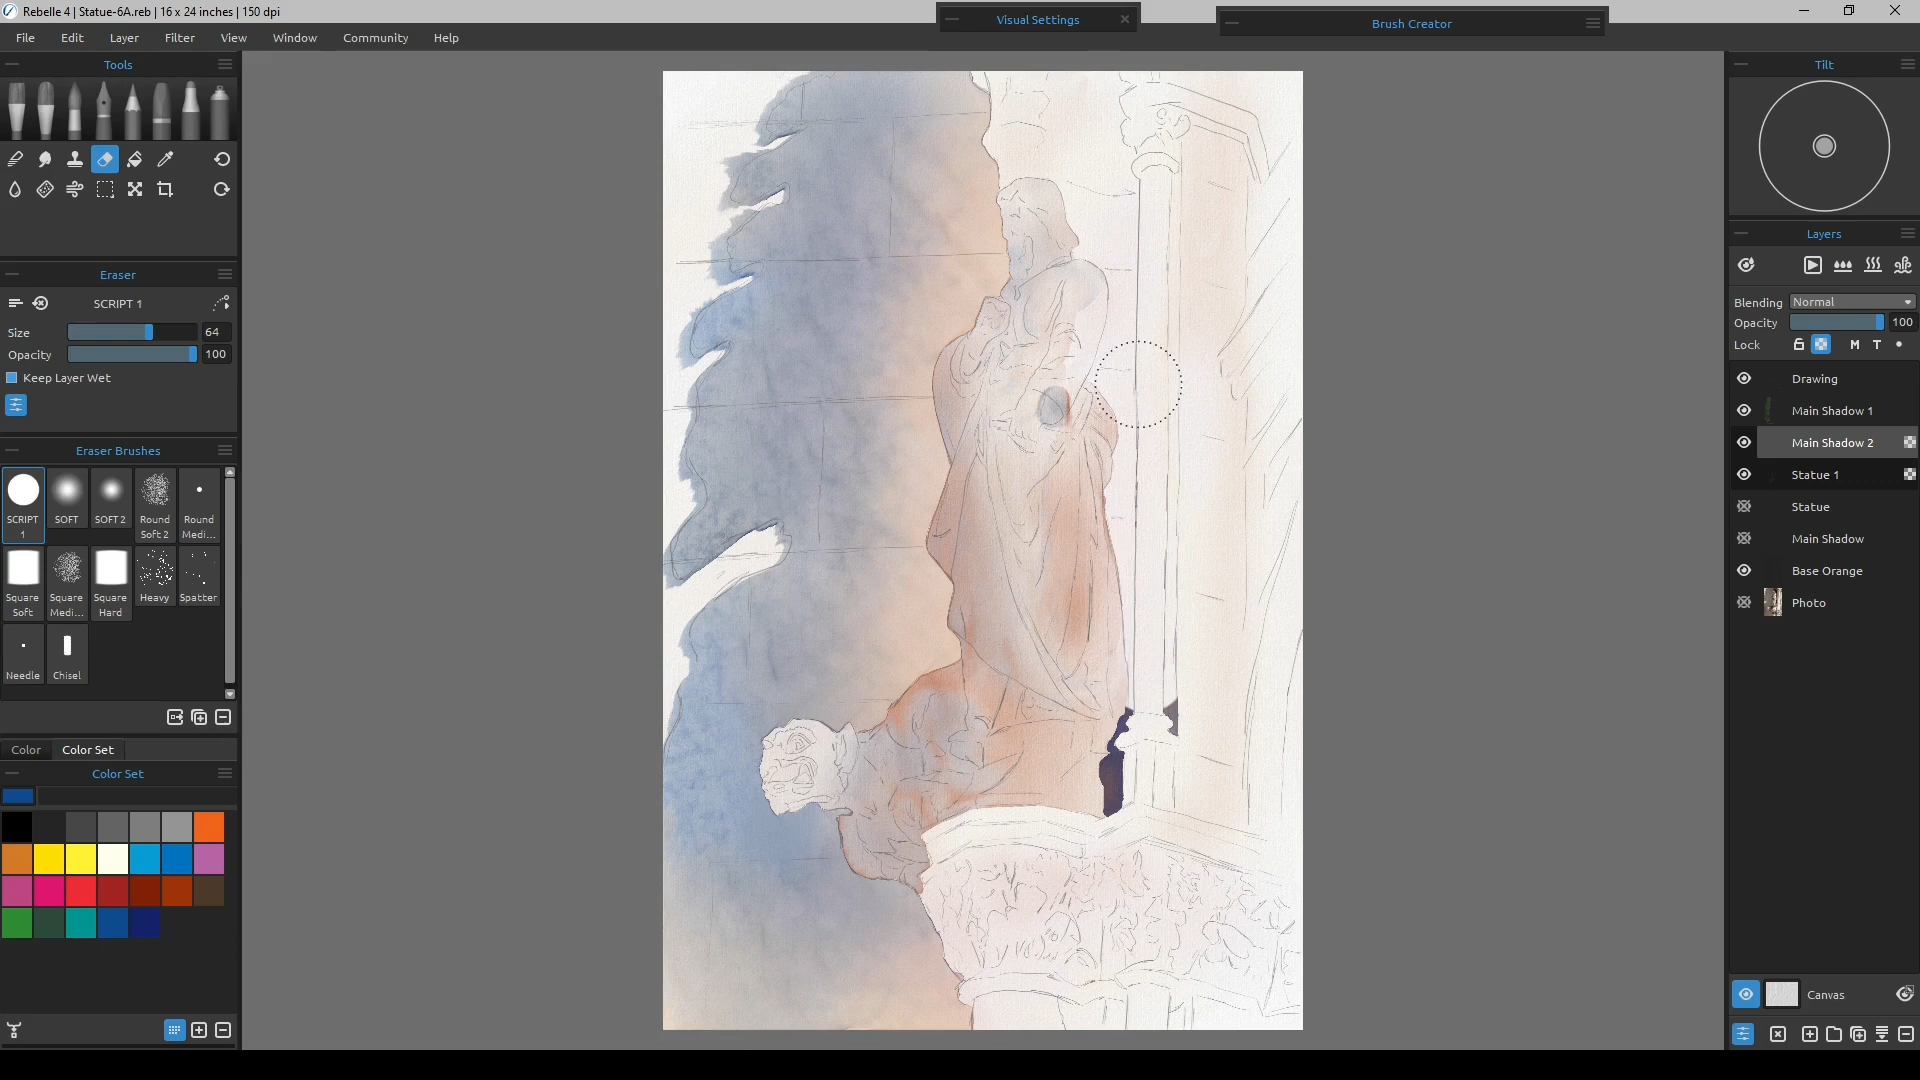 Rebelle 4 | Statue-6A.reb | 16 x 24 inches | 150 dpi
Visual Settings
Brush Creator
File Edit Layer Filter View Window Community Help
Tools
Eraser
SCRIPT 1
Size 64
Opacity 100
Keep Layer Wet
Eraser Brushes
SCRIPT 1
SOFT
SOFT 2
Round Soft 2
Round Medi...
Square Soft
Square Medi...
Square Hard
Heavy
Spatter
Needle
Chisel
Color Color Set
Color Set
Tilt
Layers
Blending Normal
Opacity 100
Lock M T
Drawing
Main Shadow 1
Main Shadow 2
Statue 1
Statue
Main Shadow
Base Orange
Photo
Canvas